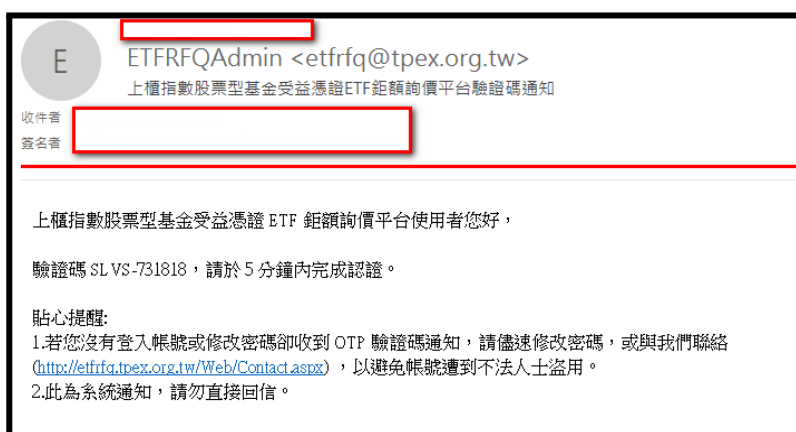 E
ETFRFQAdmin <etfrfq@tpex.org.tw>
上櫃指數股票型基金受益憑證ETF鉅額詢價平台驗證碼通知
收件者
簽名者
上櫃指數股票型基金受益憑證 ETF 鉅額詢價平台使用者您好，
驗證碼 SLVS-731818，請於 5 分鐘內完成認證。
貼心提醒:
1.若您沒有登入帳號或修改密碼卻收到 OTP 驗證碼通知，請儘速修改密碼，或與我們聯絡
(http://etfrfq.tpex.org.tw/Web/Contact.aspx) ，以避免帳號遭到不法人士盜用。
2.此為系統通知，請勿直接回信。